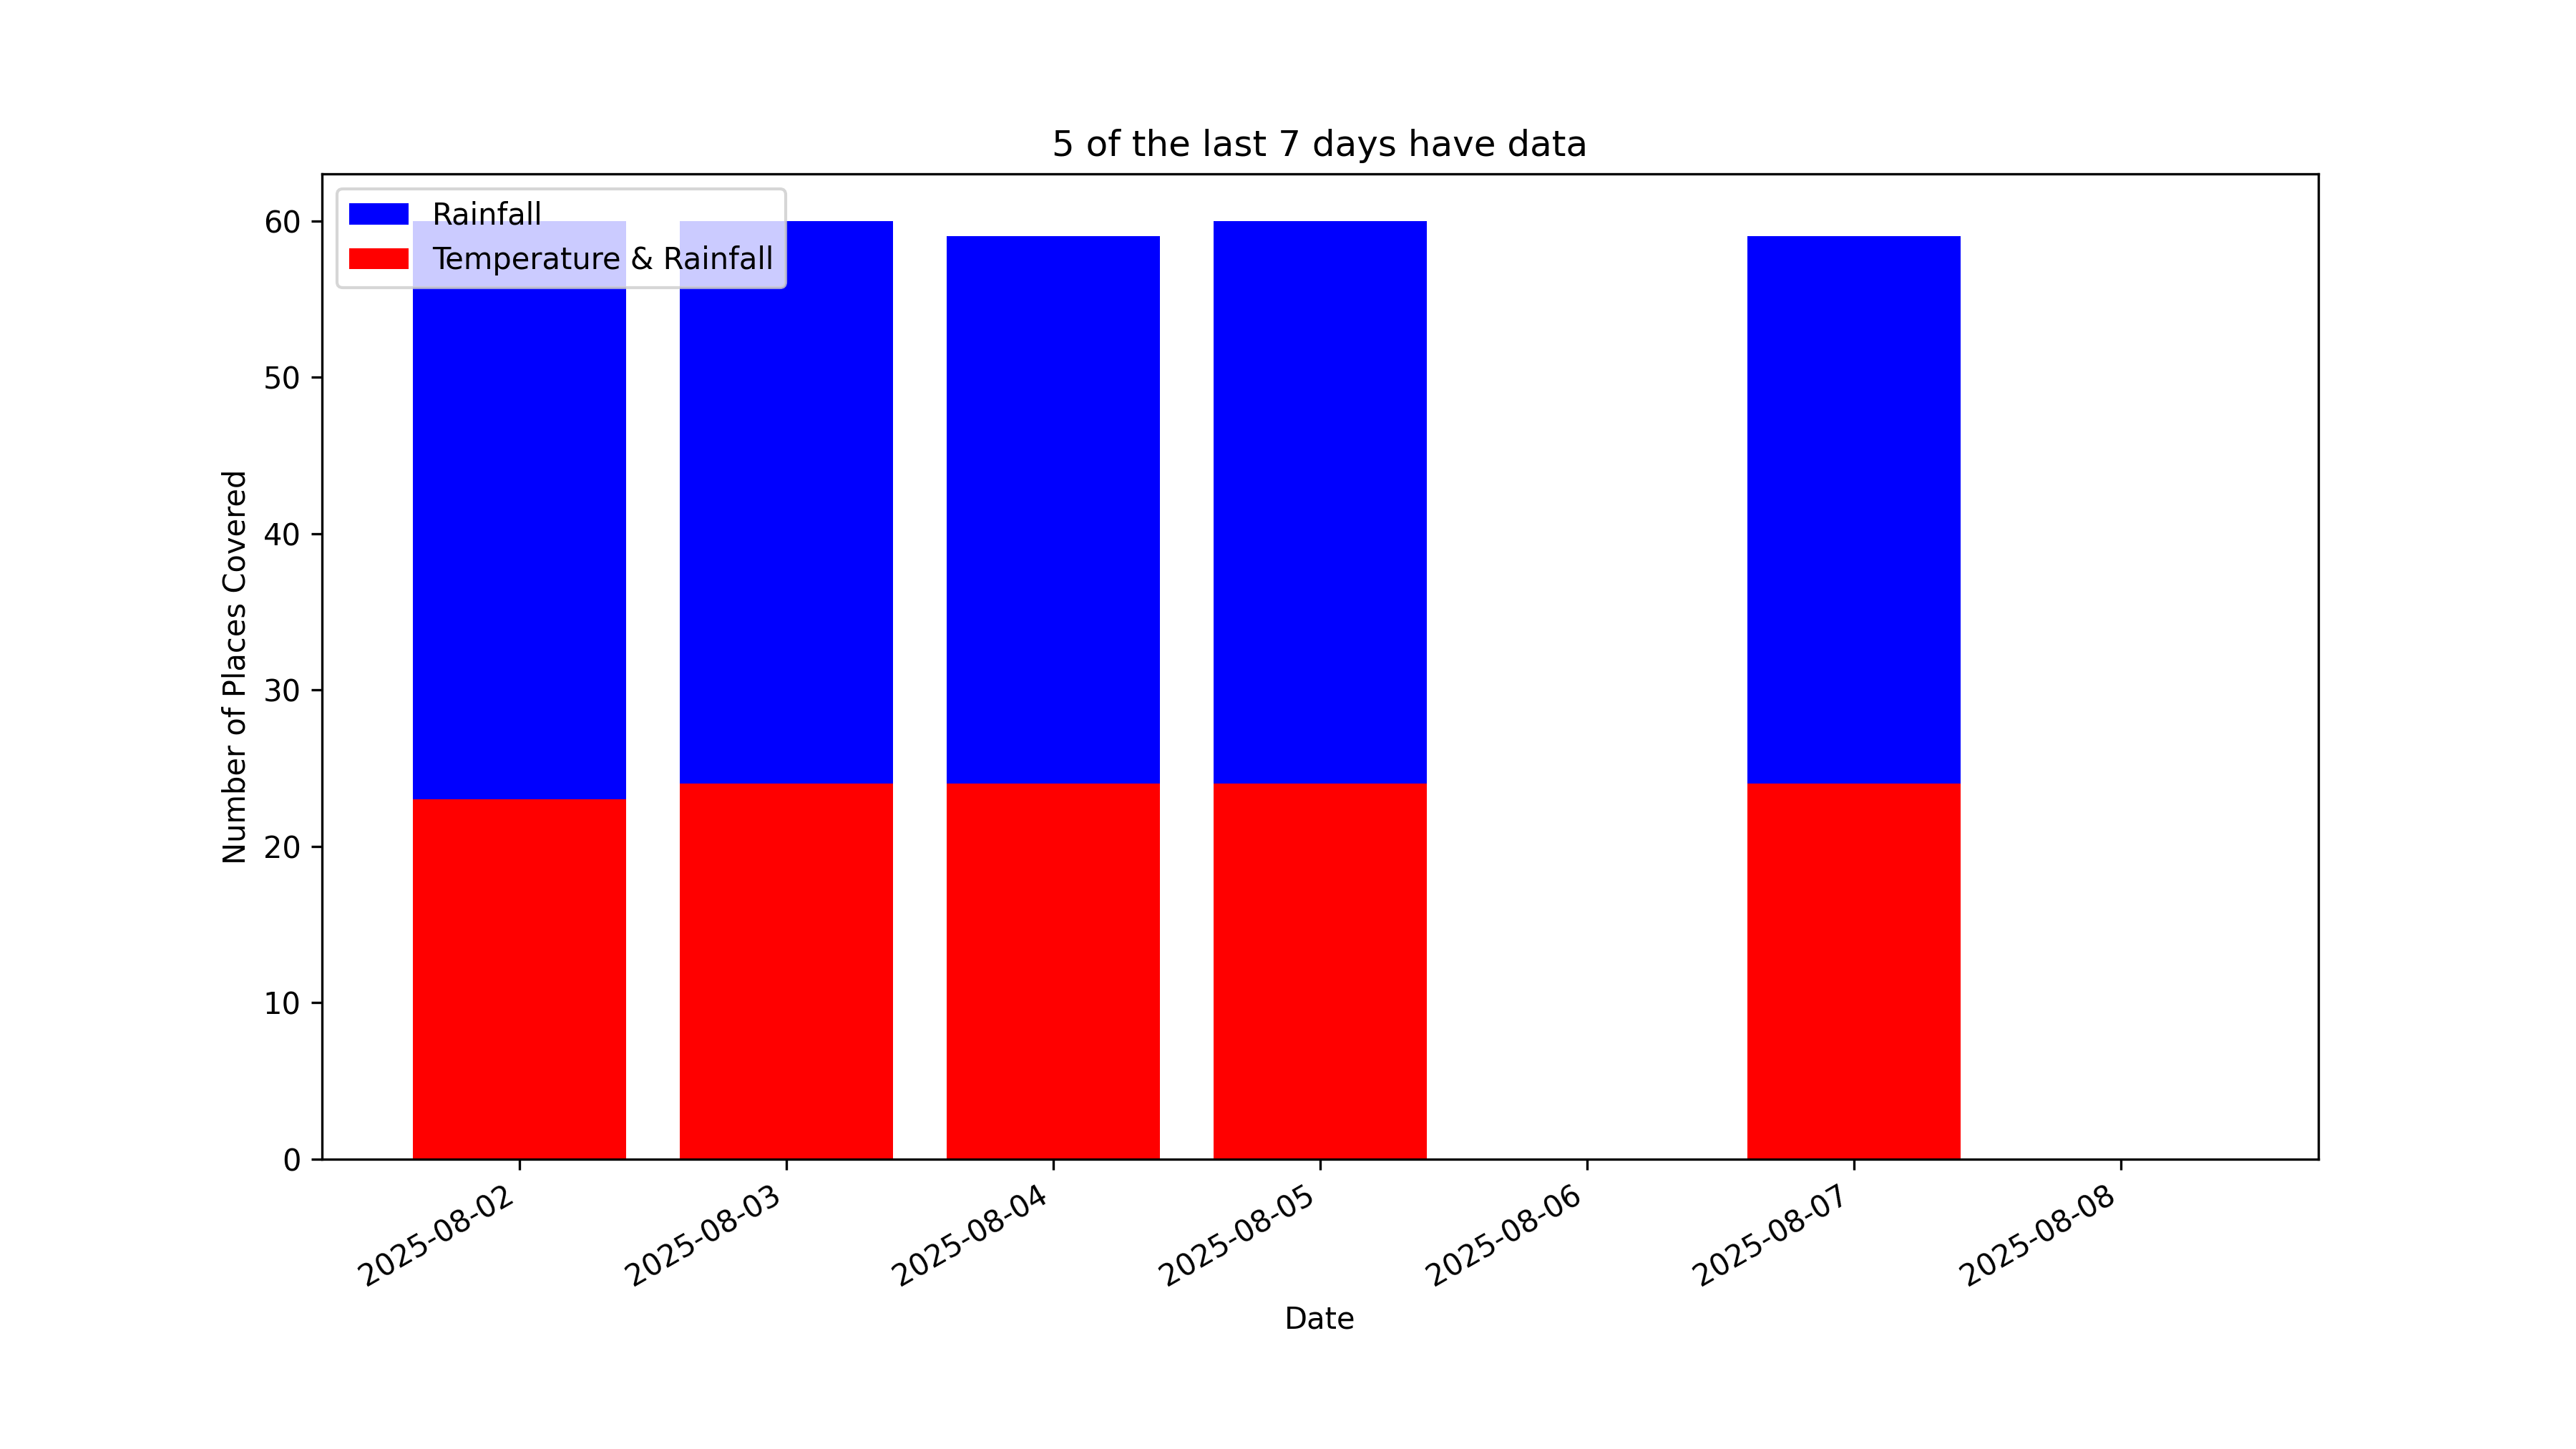 5 of the last 7 days have data
Rainfall
Temperature & Rainfall
Number of Places Covered
60
50
40
30
20
10
0
2025-08-02
2025-08-03
2025-08-04
2025-08-05
2025-08-06
2025-08-07
2025-08-08
Date